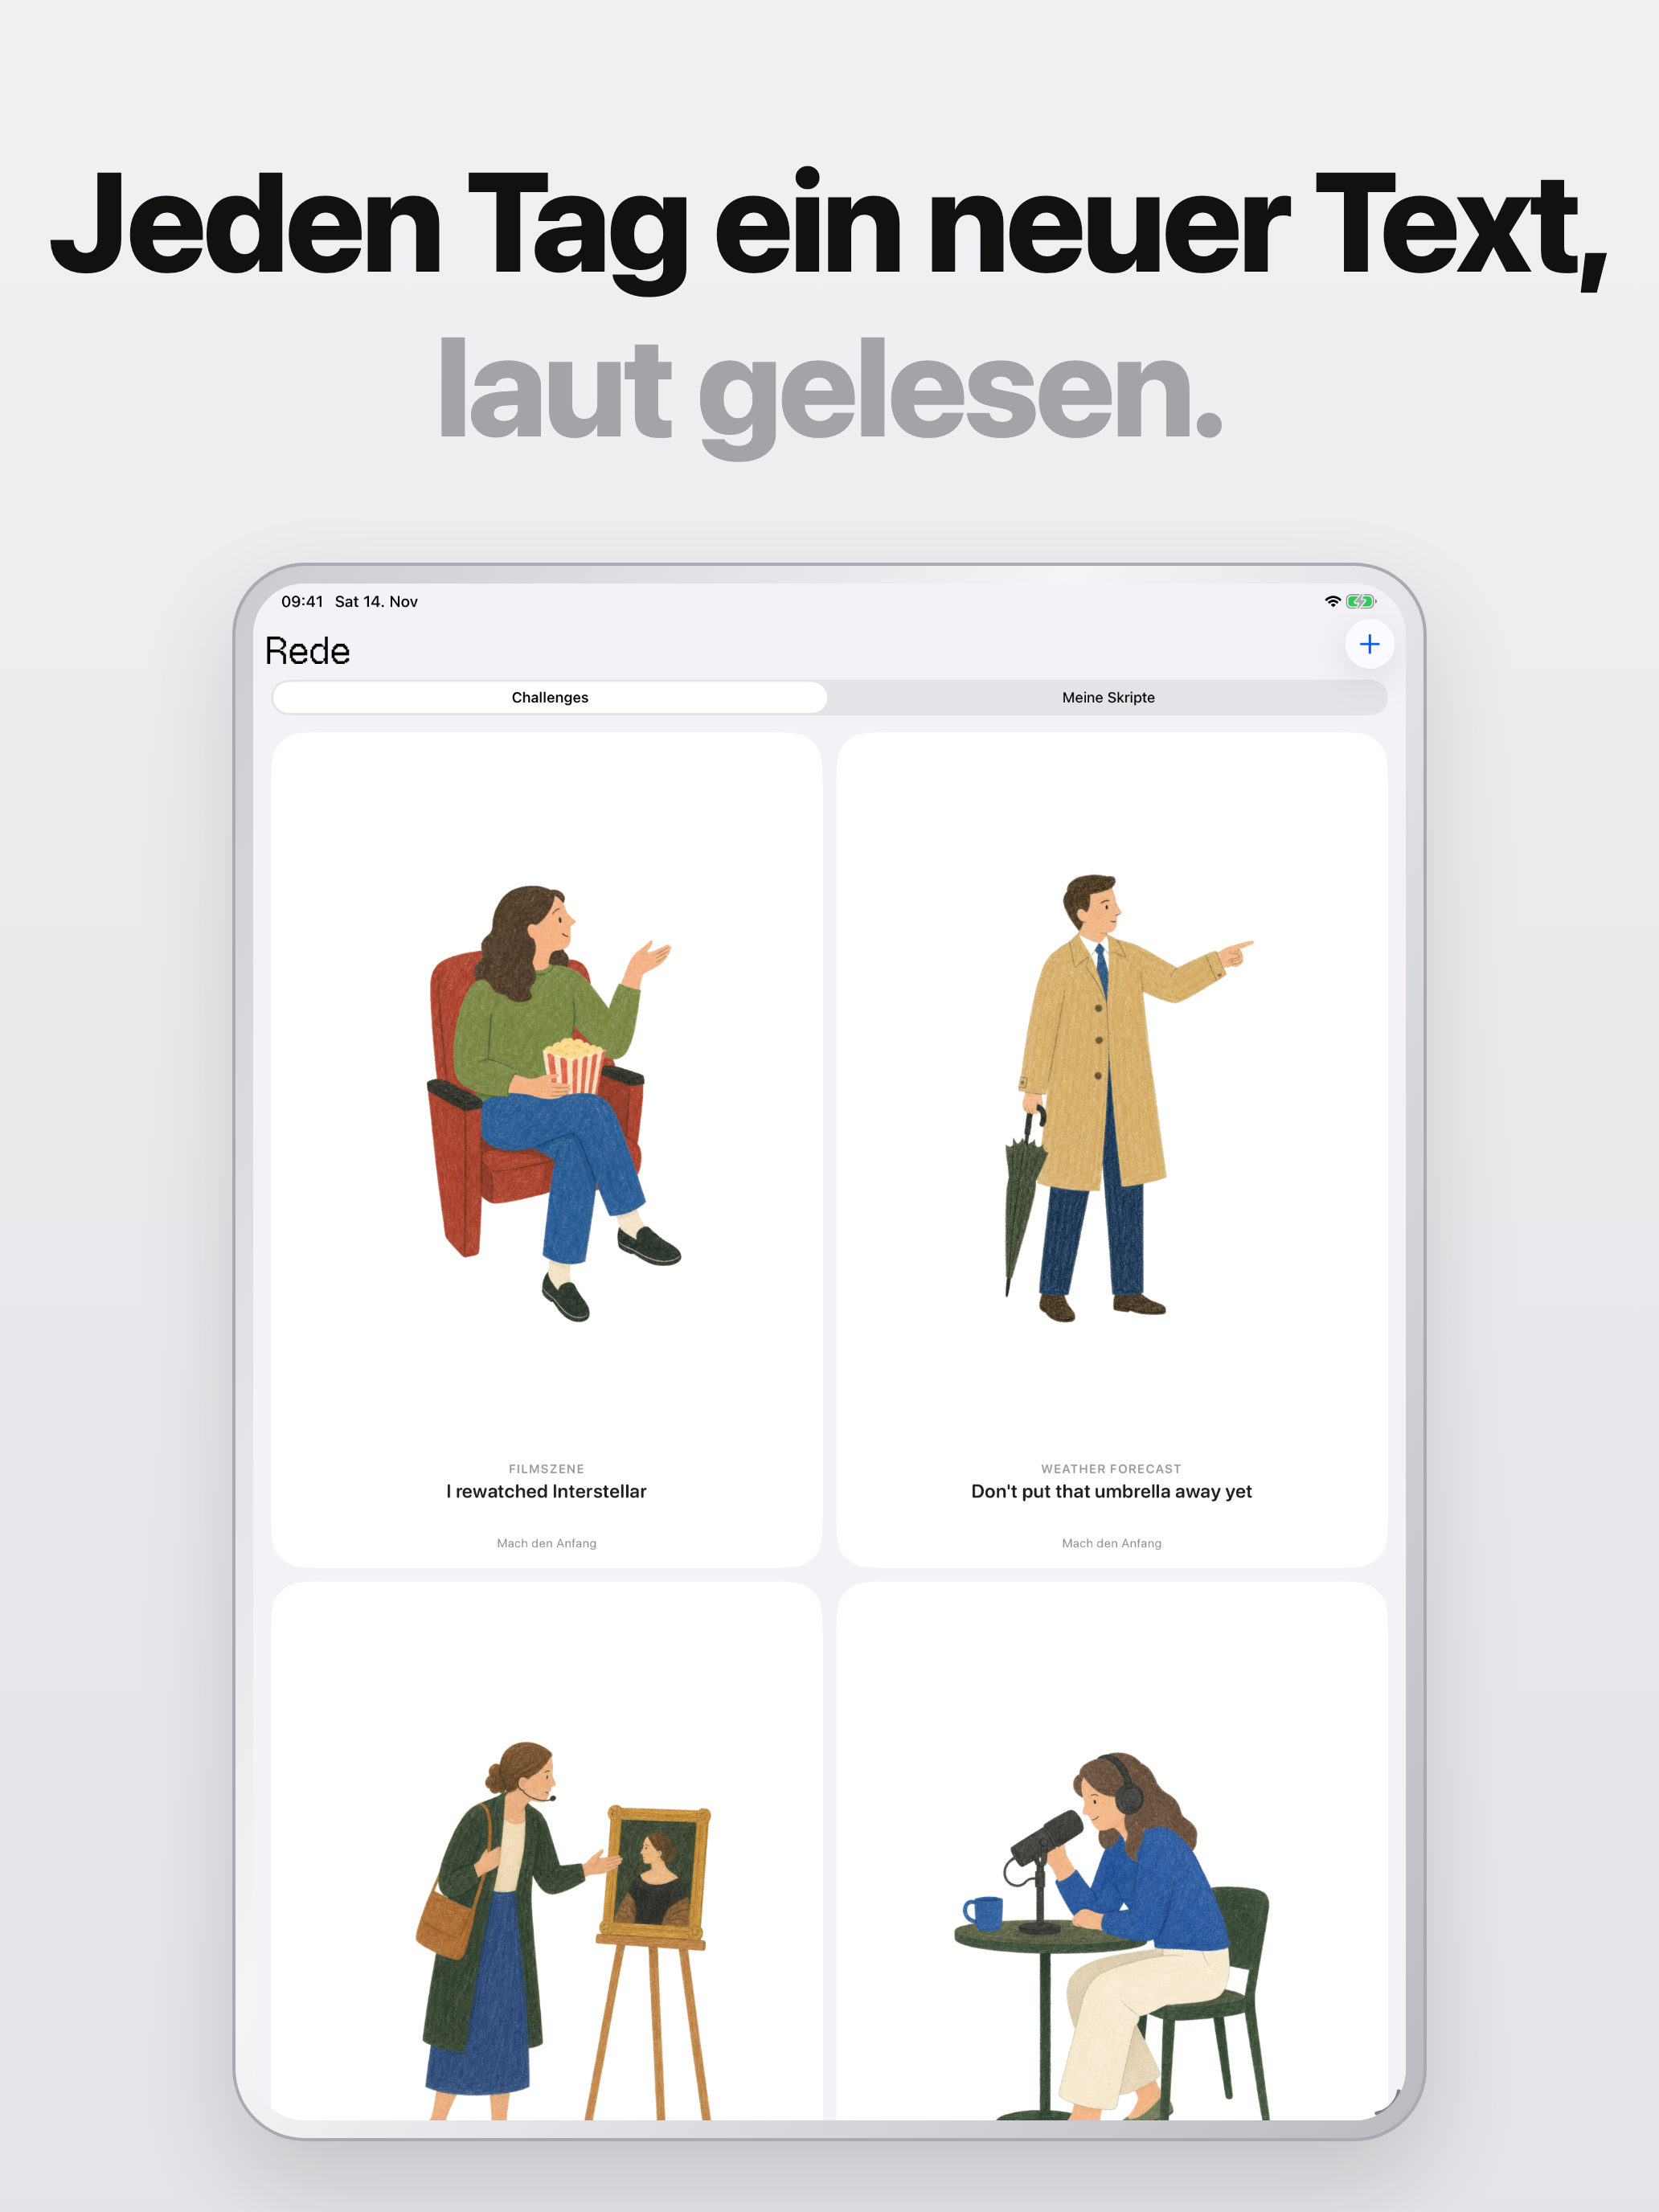 Jeden Tag ein neuer Text,
laut gelesen.
09:41 Sat 14. Nov
Rede
Challenges
Meine Skripte
FILMSZENE
I rewatched Interstellar
Mach den Anfang
WEATHER FORECAST
Don't put that umbrella away yet
Mach den Anfang